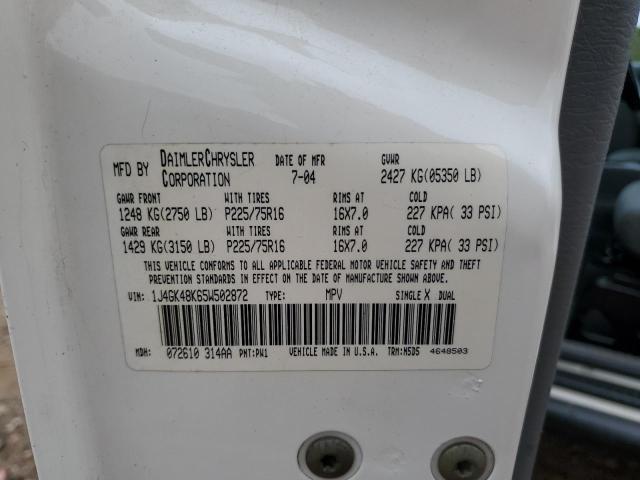 MFD BY DAIMLERCHRYSLER CORPORATION DATE OF MFR 7-04 GVWR 2427 KG(05350 LB)
GAWR FRONT WITH TIRES RIMS AT COLD
1248 KG(2750 LB) P225/75R16 16X7.0 227 KPA( 33 PSI)
GAWR REAR WITH TIRES RIMS AT COLD
1429 KG(3150 LB) P225/75R16 16X7.0 227 KPA( 33 PSI)
THIS VEHICLE CONFORMS TO ALL APPLICABLE FEDERAL MOTOR VEHICLE SAFETY AND THEFT
PREVENTION STANDARDS IN EFFECT ON THE DATE OF MANUFACTURE SHOWN ABOVE.
VIN: 1J4GK48K65W502872 TYPE: MPV SINGLE X DUAL
MDH: 072610 314AA PNT:PW1 VEHICLE MADE IN U.S.A. TRM:N5DS 4648503